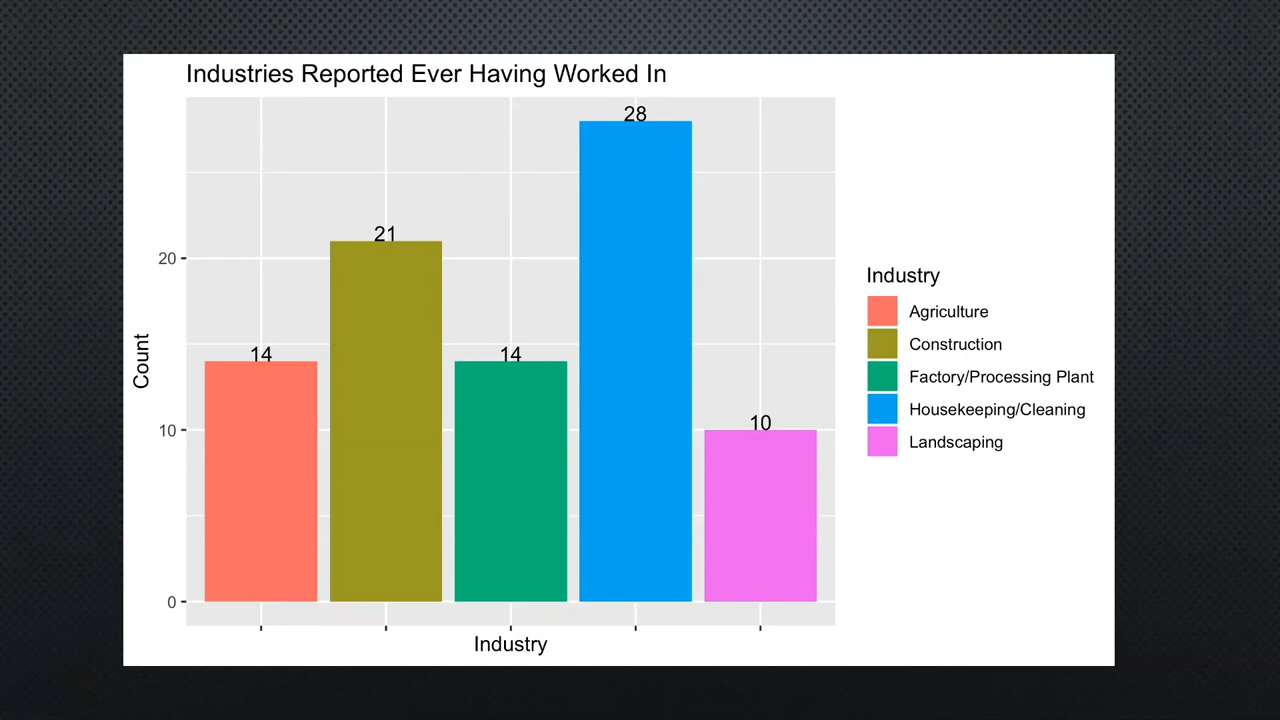 Industries Reported Ever Having Worked In
28
21
20
14
14
10
10
0
Count
Industry
Industry
Agriculture
Construction
Factory/Processing Plant
Housekeeping/Cleaning
Landscaping